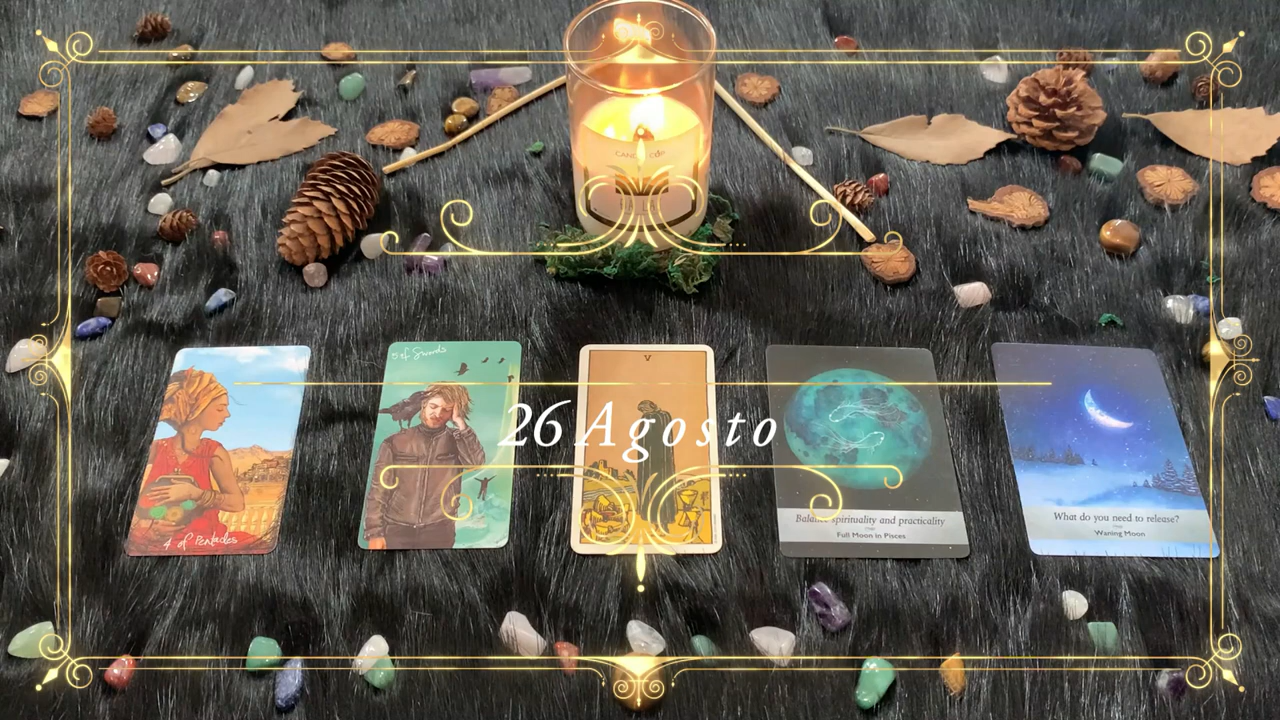 5 of Swords
V
26 Agosto
4 of Pentacles
Balance spirituality and practicality
Full Moon in Pisces
What do you need to release?
Waning Moon